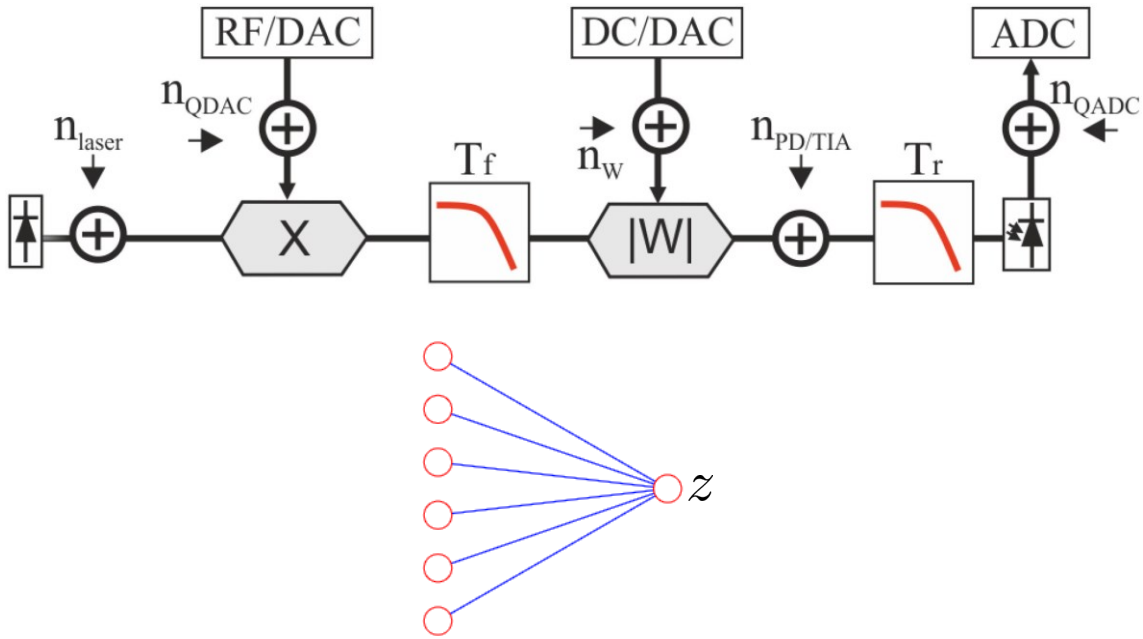 RF/DAC
DC/DAC
ADC
n_QDAC
n_QADC
n_laser
n_W
n_PD/TIA
T_f
T_r
X
|W|
z